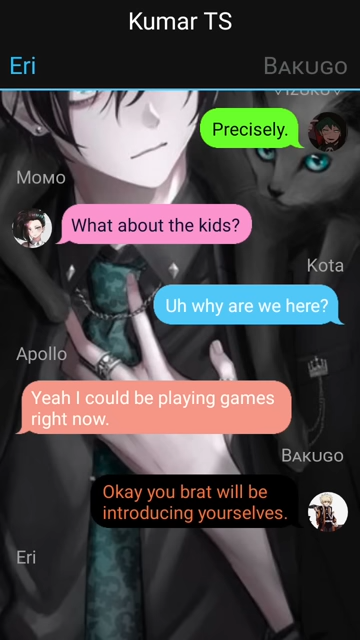 Kumar TS
Eri
BAKUGO
♡IZUKU♡
Precisely.
MOMO
What about the kids?
Kota
Uh why are we here?
Apollo
Yeah I could be playing games
right now.
BAKUGO
Okay you brat will be
introducing yourselves.
Eri